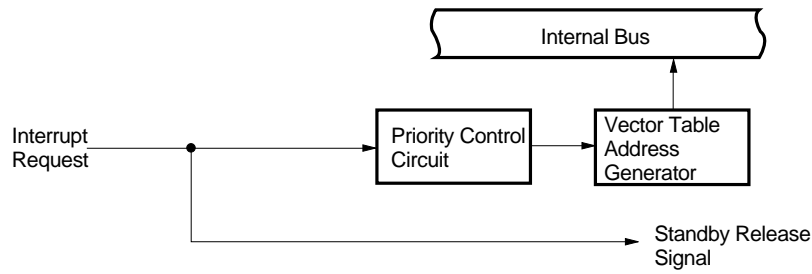 Internal Bus
Interrupt
Request
Priority Control
Circuit
Vector Table
Address
Generator
Standby Release
Signal